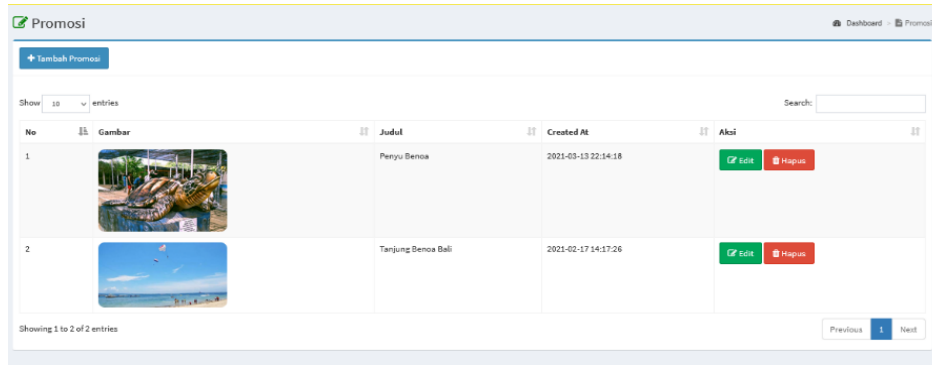 Promosi
Dashboard > Promosi
+ Tambah Promosi
Show 10 entries
Search:
No Gambar Judul Created At Aksi
1 Penyu Benoa 2021-03-13 22:14:18 Edit Hapus
2 Tanjung Benoa Bali 2021-02-17 14:17:26 Edit Hapus
Showing 1 to 2 of 2 entries
Previous 1 Next